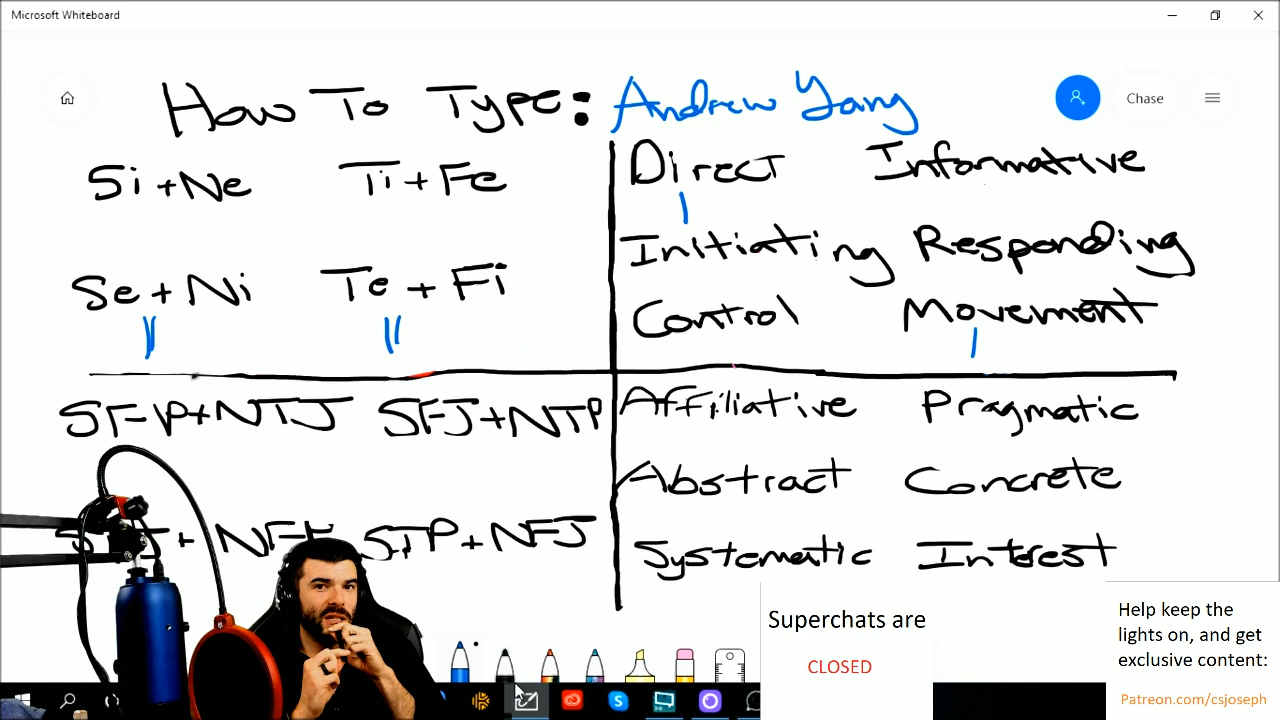 Microsoft Whiteboard
How To Type: Andrew Yang
Chase
Si+Ne Ti+Fe
Direct Informative
Se+Ni Te+Fi
Initiating Responding
Control Movement
SFP+NTJ SFJ+NTP
Affiliative Pragmatic
Abstract Concrete
+ STP+NFJ
Systematic Interest
Superchats are
CLOSED
Help keep the
lights on, and get
exclusive content:
Patreon.com/csjoseph